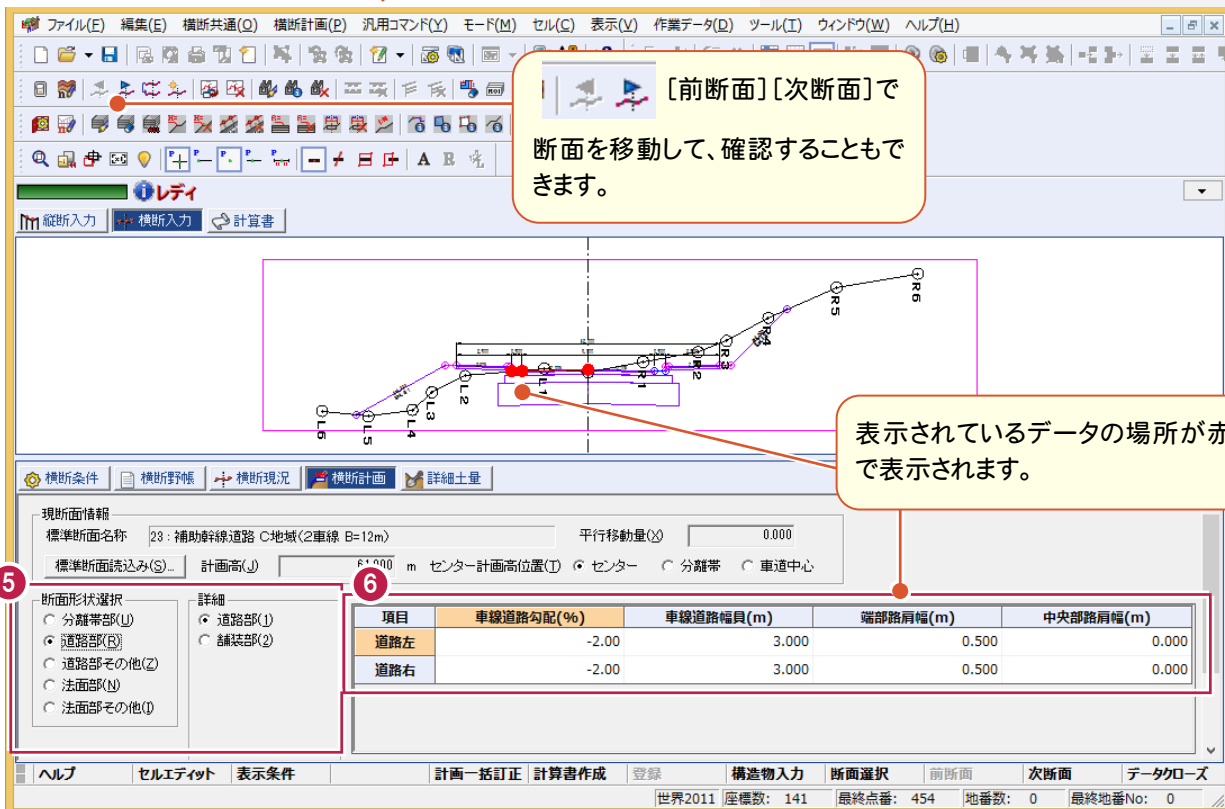 ファイル(F) 編集(E) 横断共通(O) 横断計画(P) 汎用コマンド(Y) モード(M) セル(C) 表示(V) 作業データ(D) ツール(T) ウィンドウ(W) ヘルプ(H)
[前断面][次断面]で
断面を移動して、確認することもで
きます。
A R
レディ
縦断入力 横断入力 計算書
R6
R5
R4
R3
R2
R1
L1
L2
L3
L4
L5
L6
表示されているデータの場所が赤
で表示されます。
横断条件 横断野帳 横断現況 横断計画 詳細土量
現断面情報
標準断面名称 23 : 補助幹線道路 C地域(2車線 B=12m) 平行移動量(X) 0.000
標準断面読込み(S)... 計画高(J) 61.000 m センター計画高位置(T) センター 分離帯 車道中心
5 6
断面形状選択 詳細
分離帯部(U) 道路部(1)
道路部(R) 舗装部(2)
道路部その他(Z)
法面部(N)
法面部その他(I)
項目 車線道路勾配(%) 車線道路幅員(m) 端部路肩幅(m) 中央部路肩幅(m)
道路左 -2.00 3.000 0.500 0.000
道路右 -2.00 3.000 0.500 0.000
ヘルプ セルエディット 表示条件 計画一括訂正 計算書作成 登録 構造物入力 断面選択 前断面 次断面 データクローズ
世界2011 座標数: 141 最終点番: 454 地番数: 0 最終地番No: 0